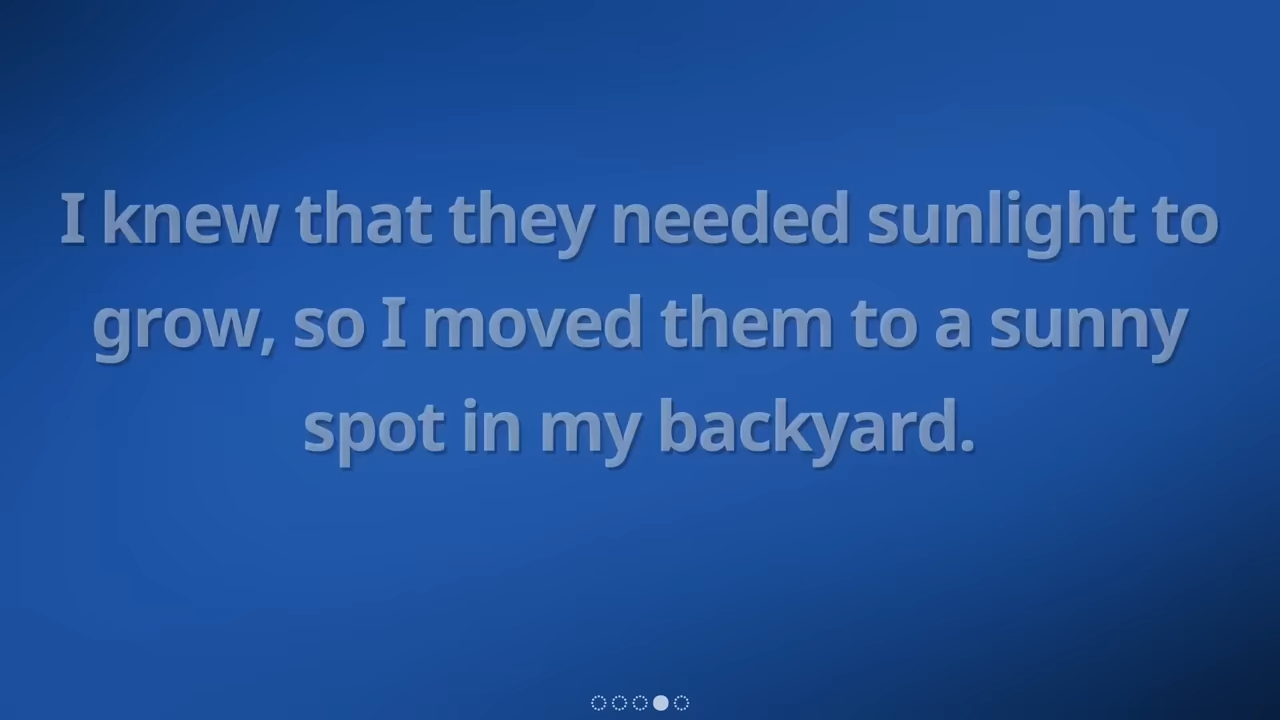 I knew that they needed sunlight to
grow, so I moved them to a sunny
spot in my backyard.